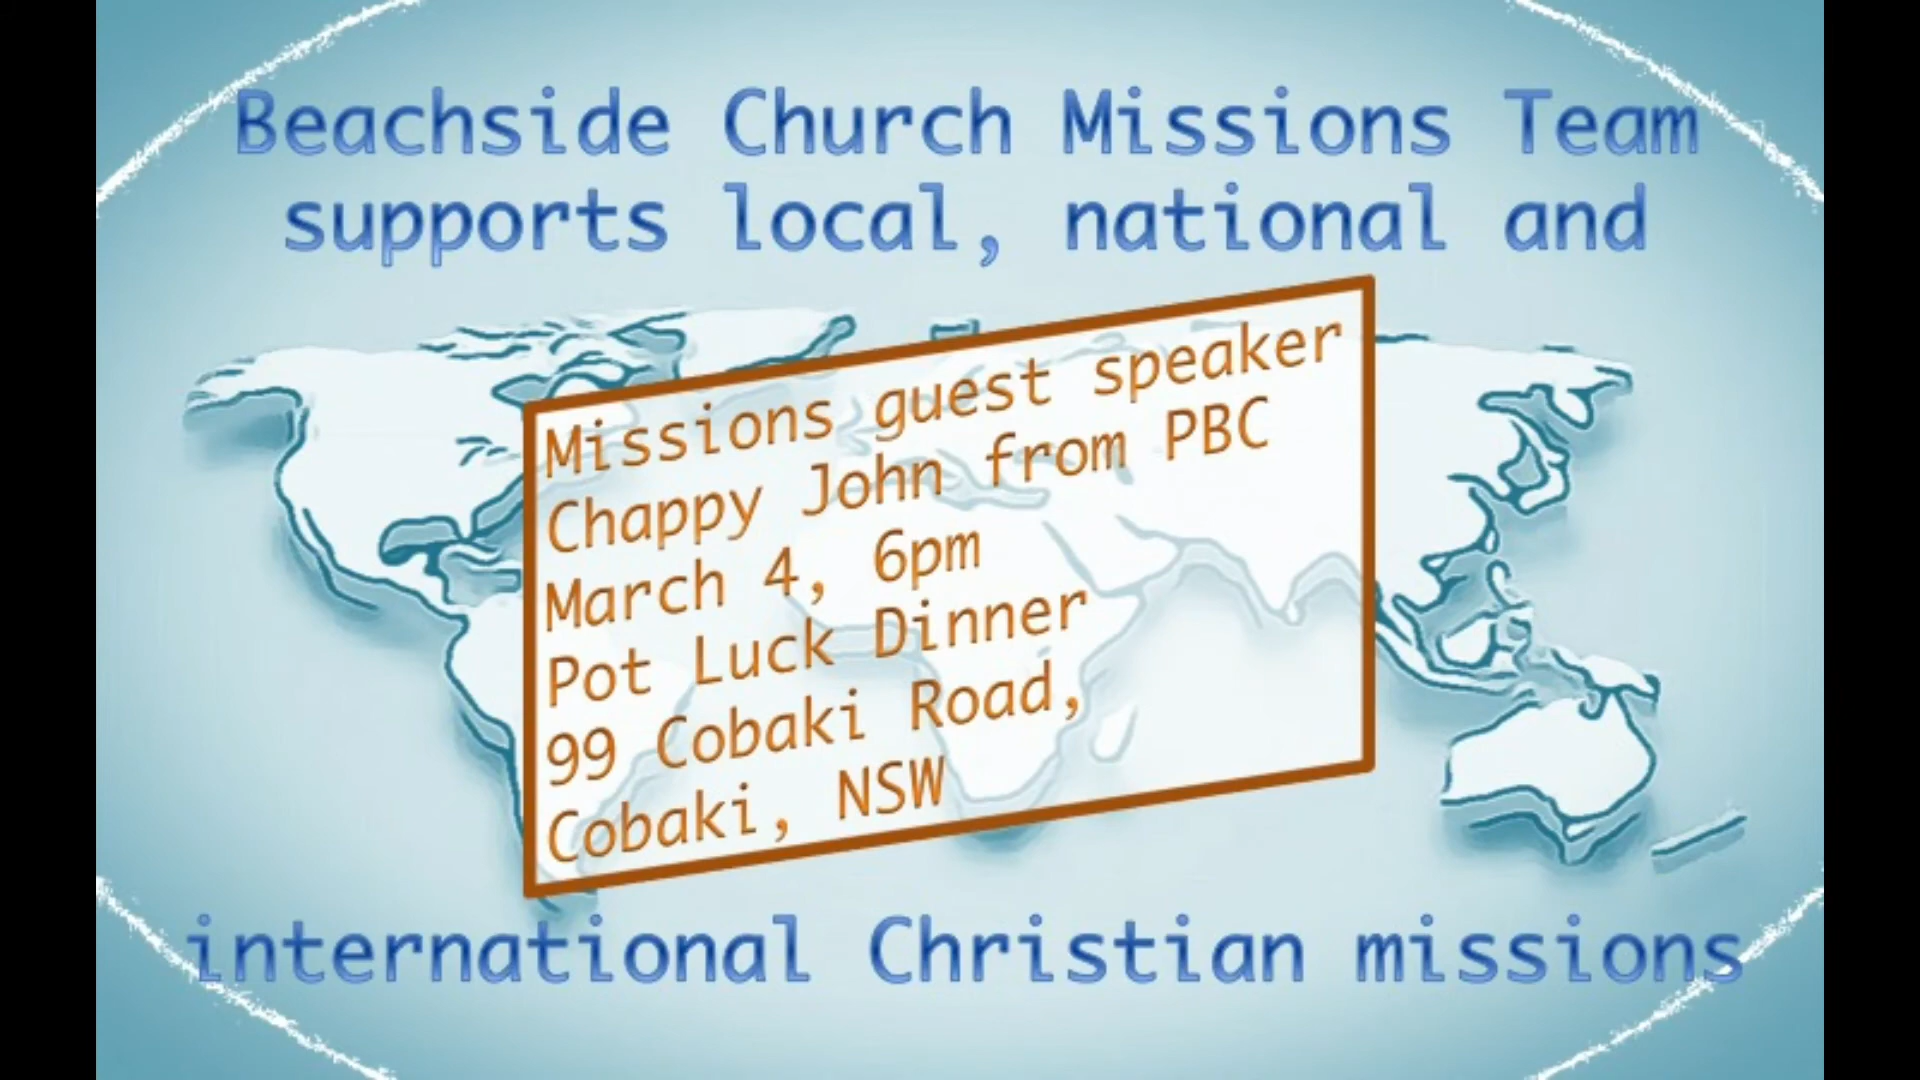 Beachside Church Missions Team
supports local, national and
Missions guest speaker
Chappy John from PBC
March 4, 6pm
Pot Luck Dinner
99 Cobaki Road,
Cobaki, NSW
international Christian missions